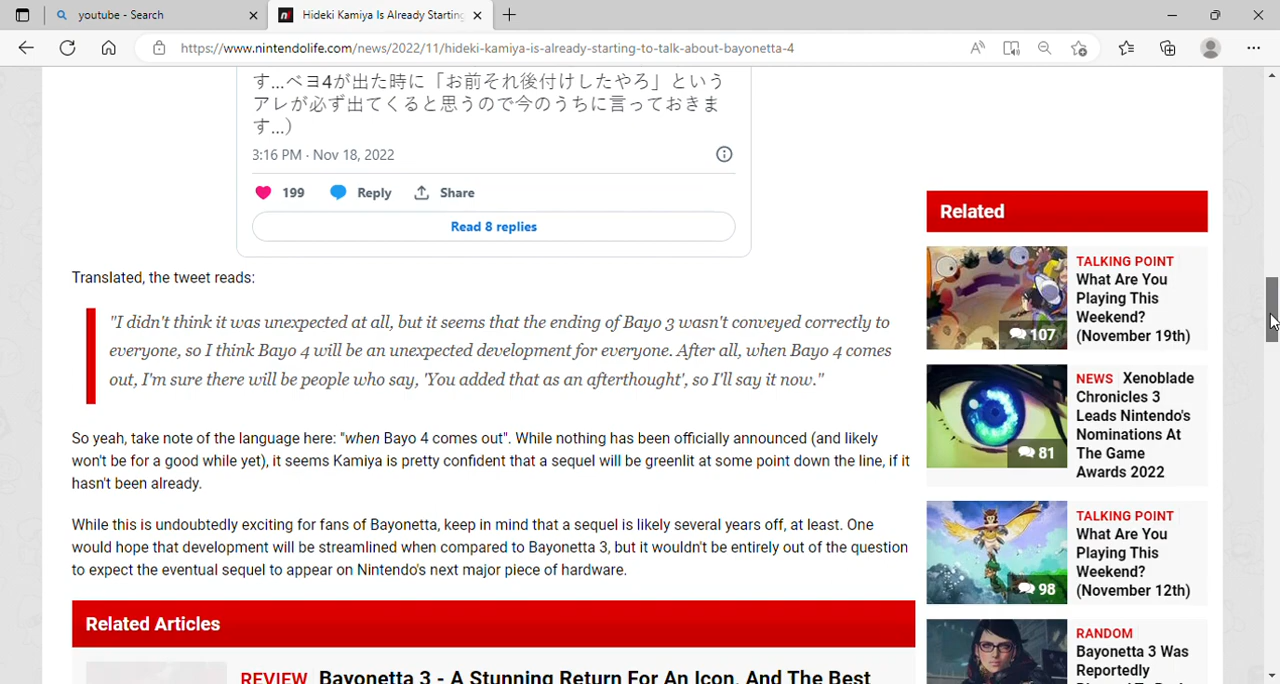 youtube - Search
Hideki Kamiya Is Already Starting
https://www.nintendolife.com/news/2022/11/hideki-kamiya-is-already-starting-to-talk-about-bayonetta-4
す...ベヨ4が出た時に「お前それ後付けしたやろ」という
アレが必ず出てくると思うので今のうちに言っておきま
す...）
3:16 PM · Nov 18, 2022
199 Reply Share
Read 8 replies
Translated, the tweet reads:
"I didn't think it was unexpected at all, but it seems that the ending of Bayo 3 wasn't conveyed correctly to
everyone, so I think Bayo 4 will be an unexpected development for everyone. After all, when Bayo 4 comes
out, I'm sure there will be people who say, 'You added that as an afterthought', so I'll say it now."
So yeah, take note of the language here: "when Bayo 4 comes out". While nothing has been officially announced (and likely
won't be for a good while yet), it seems Kamiya is pretty confident that a sequel will be greenlit at some point down the line, if it
hasn't been already.
While this is undoubtedly exciting for fans of Bayonetta, keep in mind that a sequel is likely several years off, at least. One
would hope that development will be streamlined when compared to Bayonetta 3, but it wouldn't be entirely out of the question
to expect the eventual sequel to appear on Nintendo's next major piece of hardware.
Related Articles
REVIEW Bayonetta 3 - A Stunning Return For An Icon, And The Best
Related
107
TALKING POINT
What Are You
Playing This
Weekend?
(November 19th)
81
NEWS Xenoblade
Chronicles 3
Leads Nintendo's
Nominations At
The Game
Awards 2022
98
TALKING POINT
What Are You
Playing This
Weekend?
(November 12th)
RANDOM
Bayonetta 3 Was
Reportedly